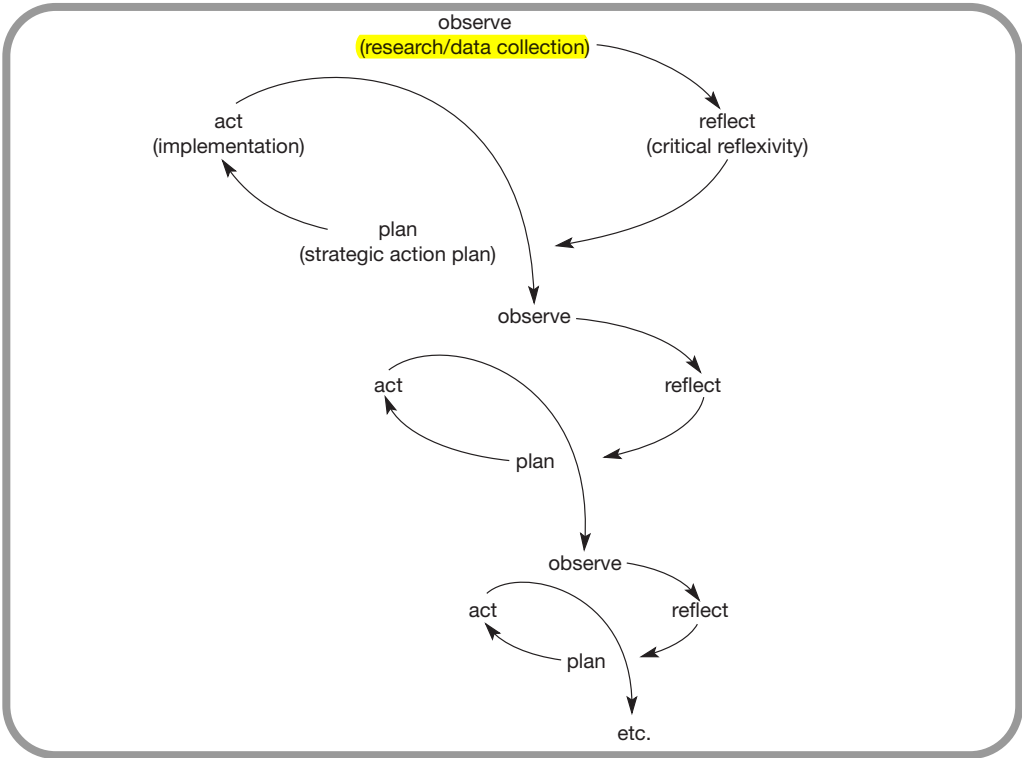 observe
(research/data collection)
reflect
(critical reflexivity)
act
(implementation)
plan
(strategic action plan)
observe
reflect
act
plan
observe
reflect
act
plan
etc.